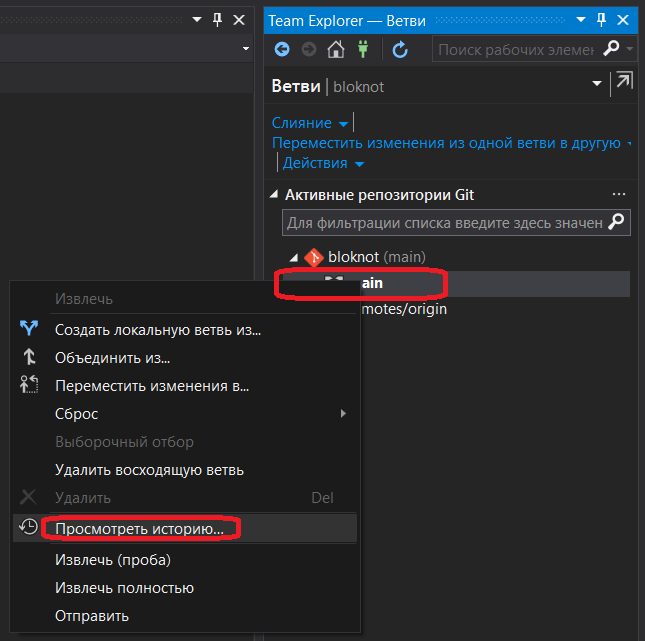 Team Explorer — Ветви
Поиск рабочих элемен
Ветви | bloknot
Слияние
Переместить изменения из одной ветви в другую
Действия
Активные репозитории Git
Для фильтрации списка введите здесь значен
bloknot (main)
ain
motes/origin
Извлечь
Создать локальную ветвь из...
Объединить из...
Переместить изменения в...
Сброс
Выборочный отбор
Удалить восходящую ветвь
Удалить Del
Просмотреть историю...
Извлечь (проба)
Извлечь полностью
Отправить